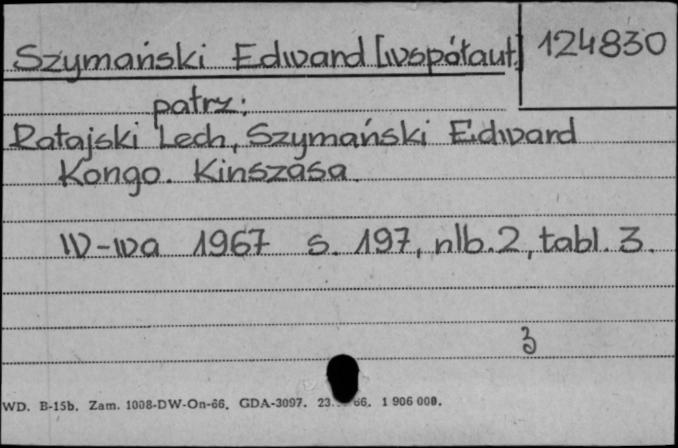 Szymański Edward [współaut.] 124830
patrz:
Ratajski Lech, Szymański Edward
Kongo. Kinszasa.
W-wa 1967 s. 197, nlb. 2, tabl. 3.
3
WD. B-15b. Zam. 1008-DW-On-66. GDA-3097. 23. 66. 1 906 000.